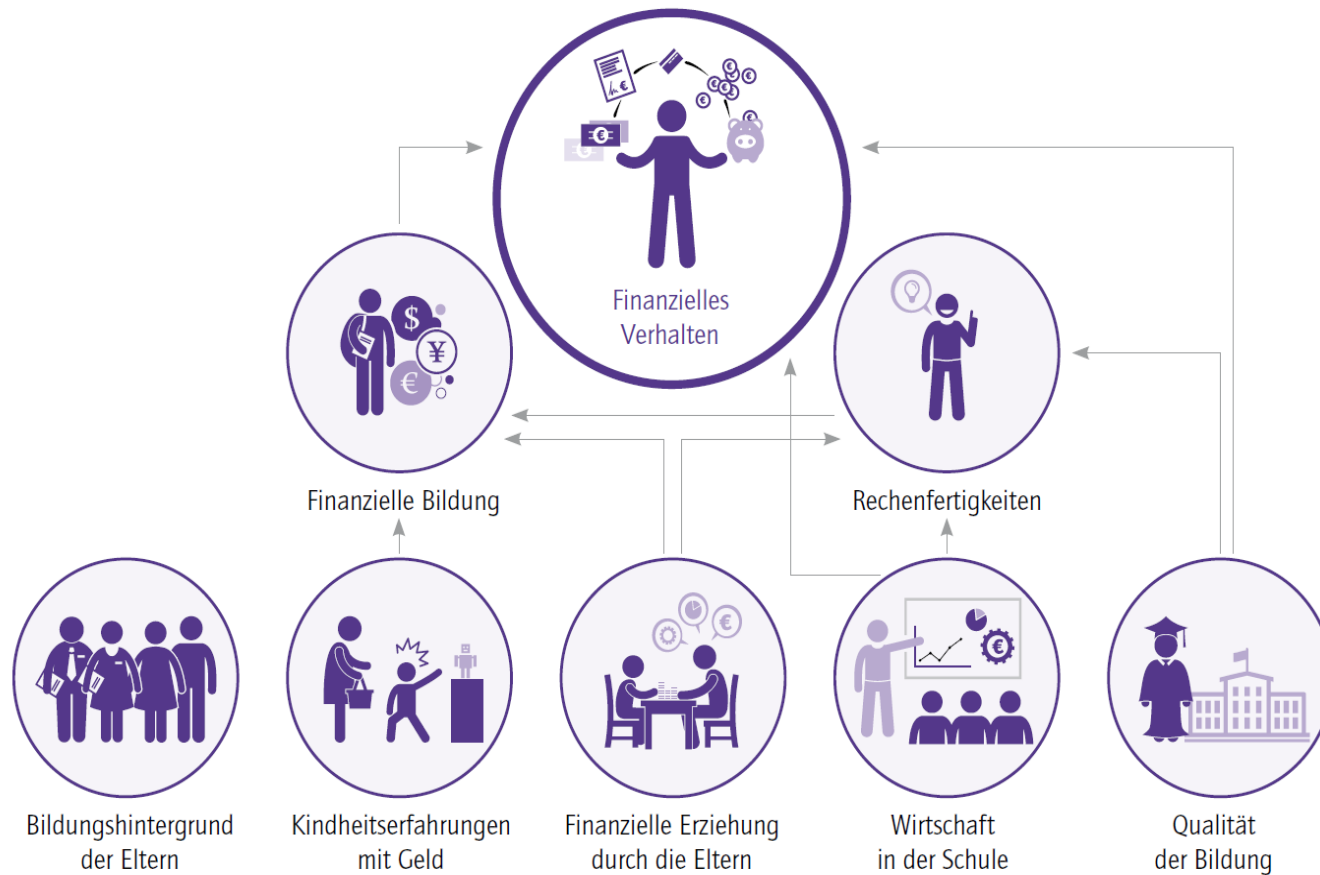 Finanzielles
Verhalten
Finanzielle Bildung
Rechenfertigkeiten
Bildungshintergrund
der Eltern
Kindheitserfahrungen
mit Geld
Finanzielle Erziehung
durch die Eltern
Wirtschaft
in der Schule
Qualität
der Bildung